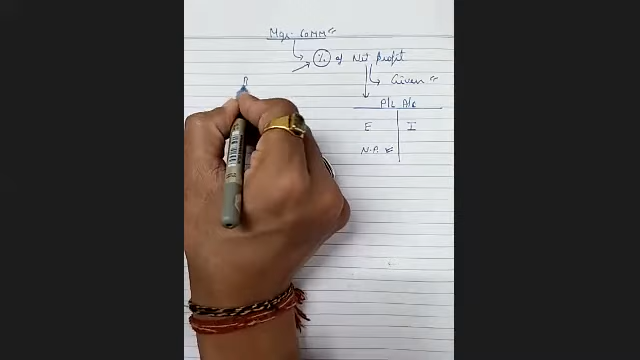 Mgr. Comm
% of Net Profit
Given
P/L A/c
E I
N.P.